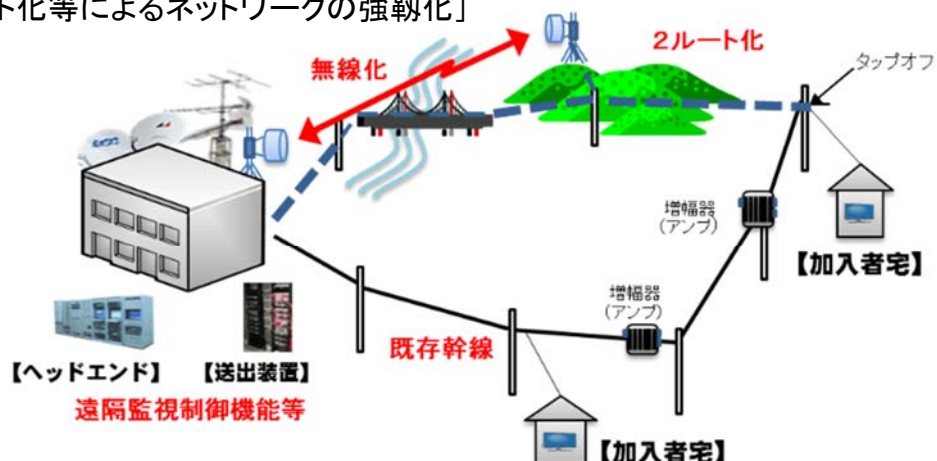 ト化等によるネットワークの強靱化」
無線化
2ルート化
タップオフ
増幅器
(アンプ)
【加入者宅】
増幅器
(アンプ)
既存幹線
【ヘッドエンド】
【送出装置】
遠隔監視制御機能等
【加入者宅】